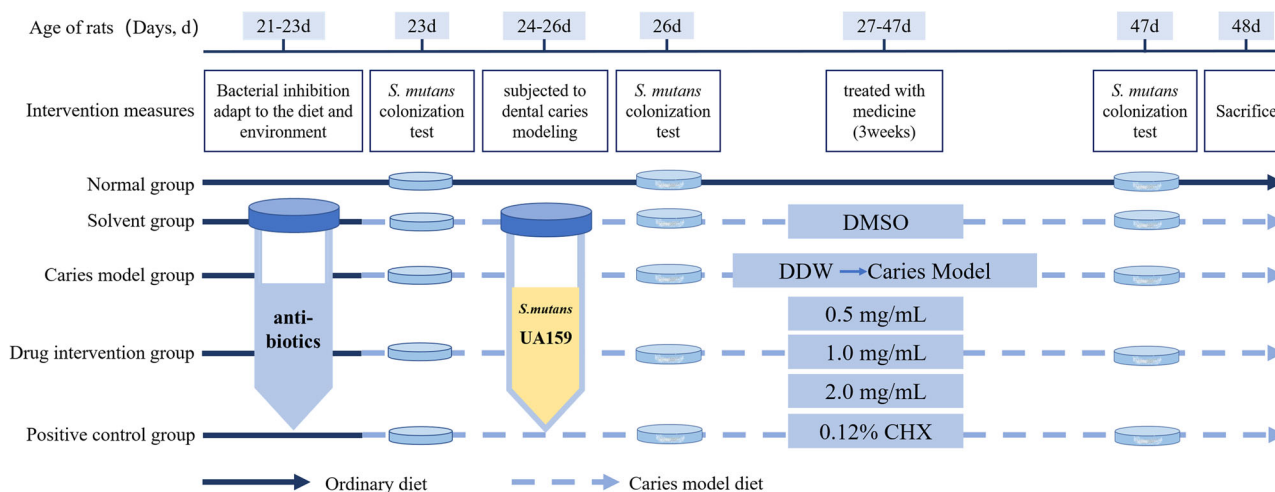 Age of rats (Days, d)
21-23d
23d
24-26d
26d
27-47d
47d
48d
Intervention measures
Bacterial inhibition
adapt to the diet and
environment
S. mutans
colonization
test
subjected to
dental caries
modeling
S. mutans
colonization
test
treated with
medicine
(3weeks)
S. mutans
colonization
test
Sacrifice
Normal group
Solvent group
DMSO
Caries model group
DDW → Caries Model
anti-
biotics
S.mutans
UA159
0.5 mg/mL
Drug intervention group
1.0 mg/mL
2.0 mg/mL
Positive control group
0.12% CHX
Ordinary diet
Caries model diet